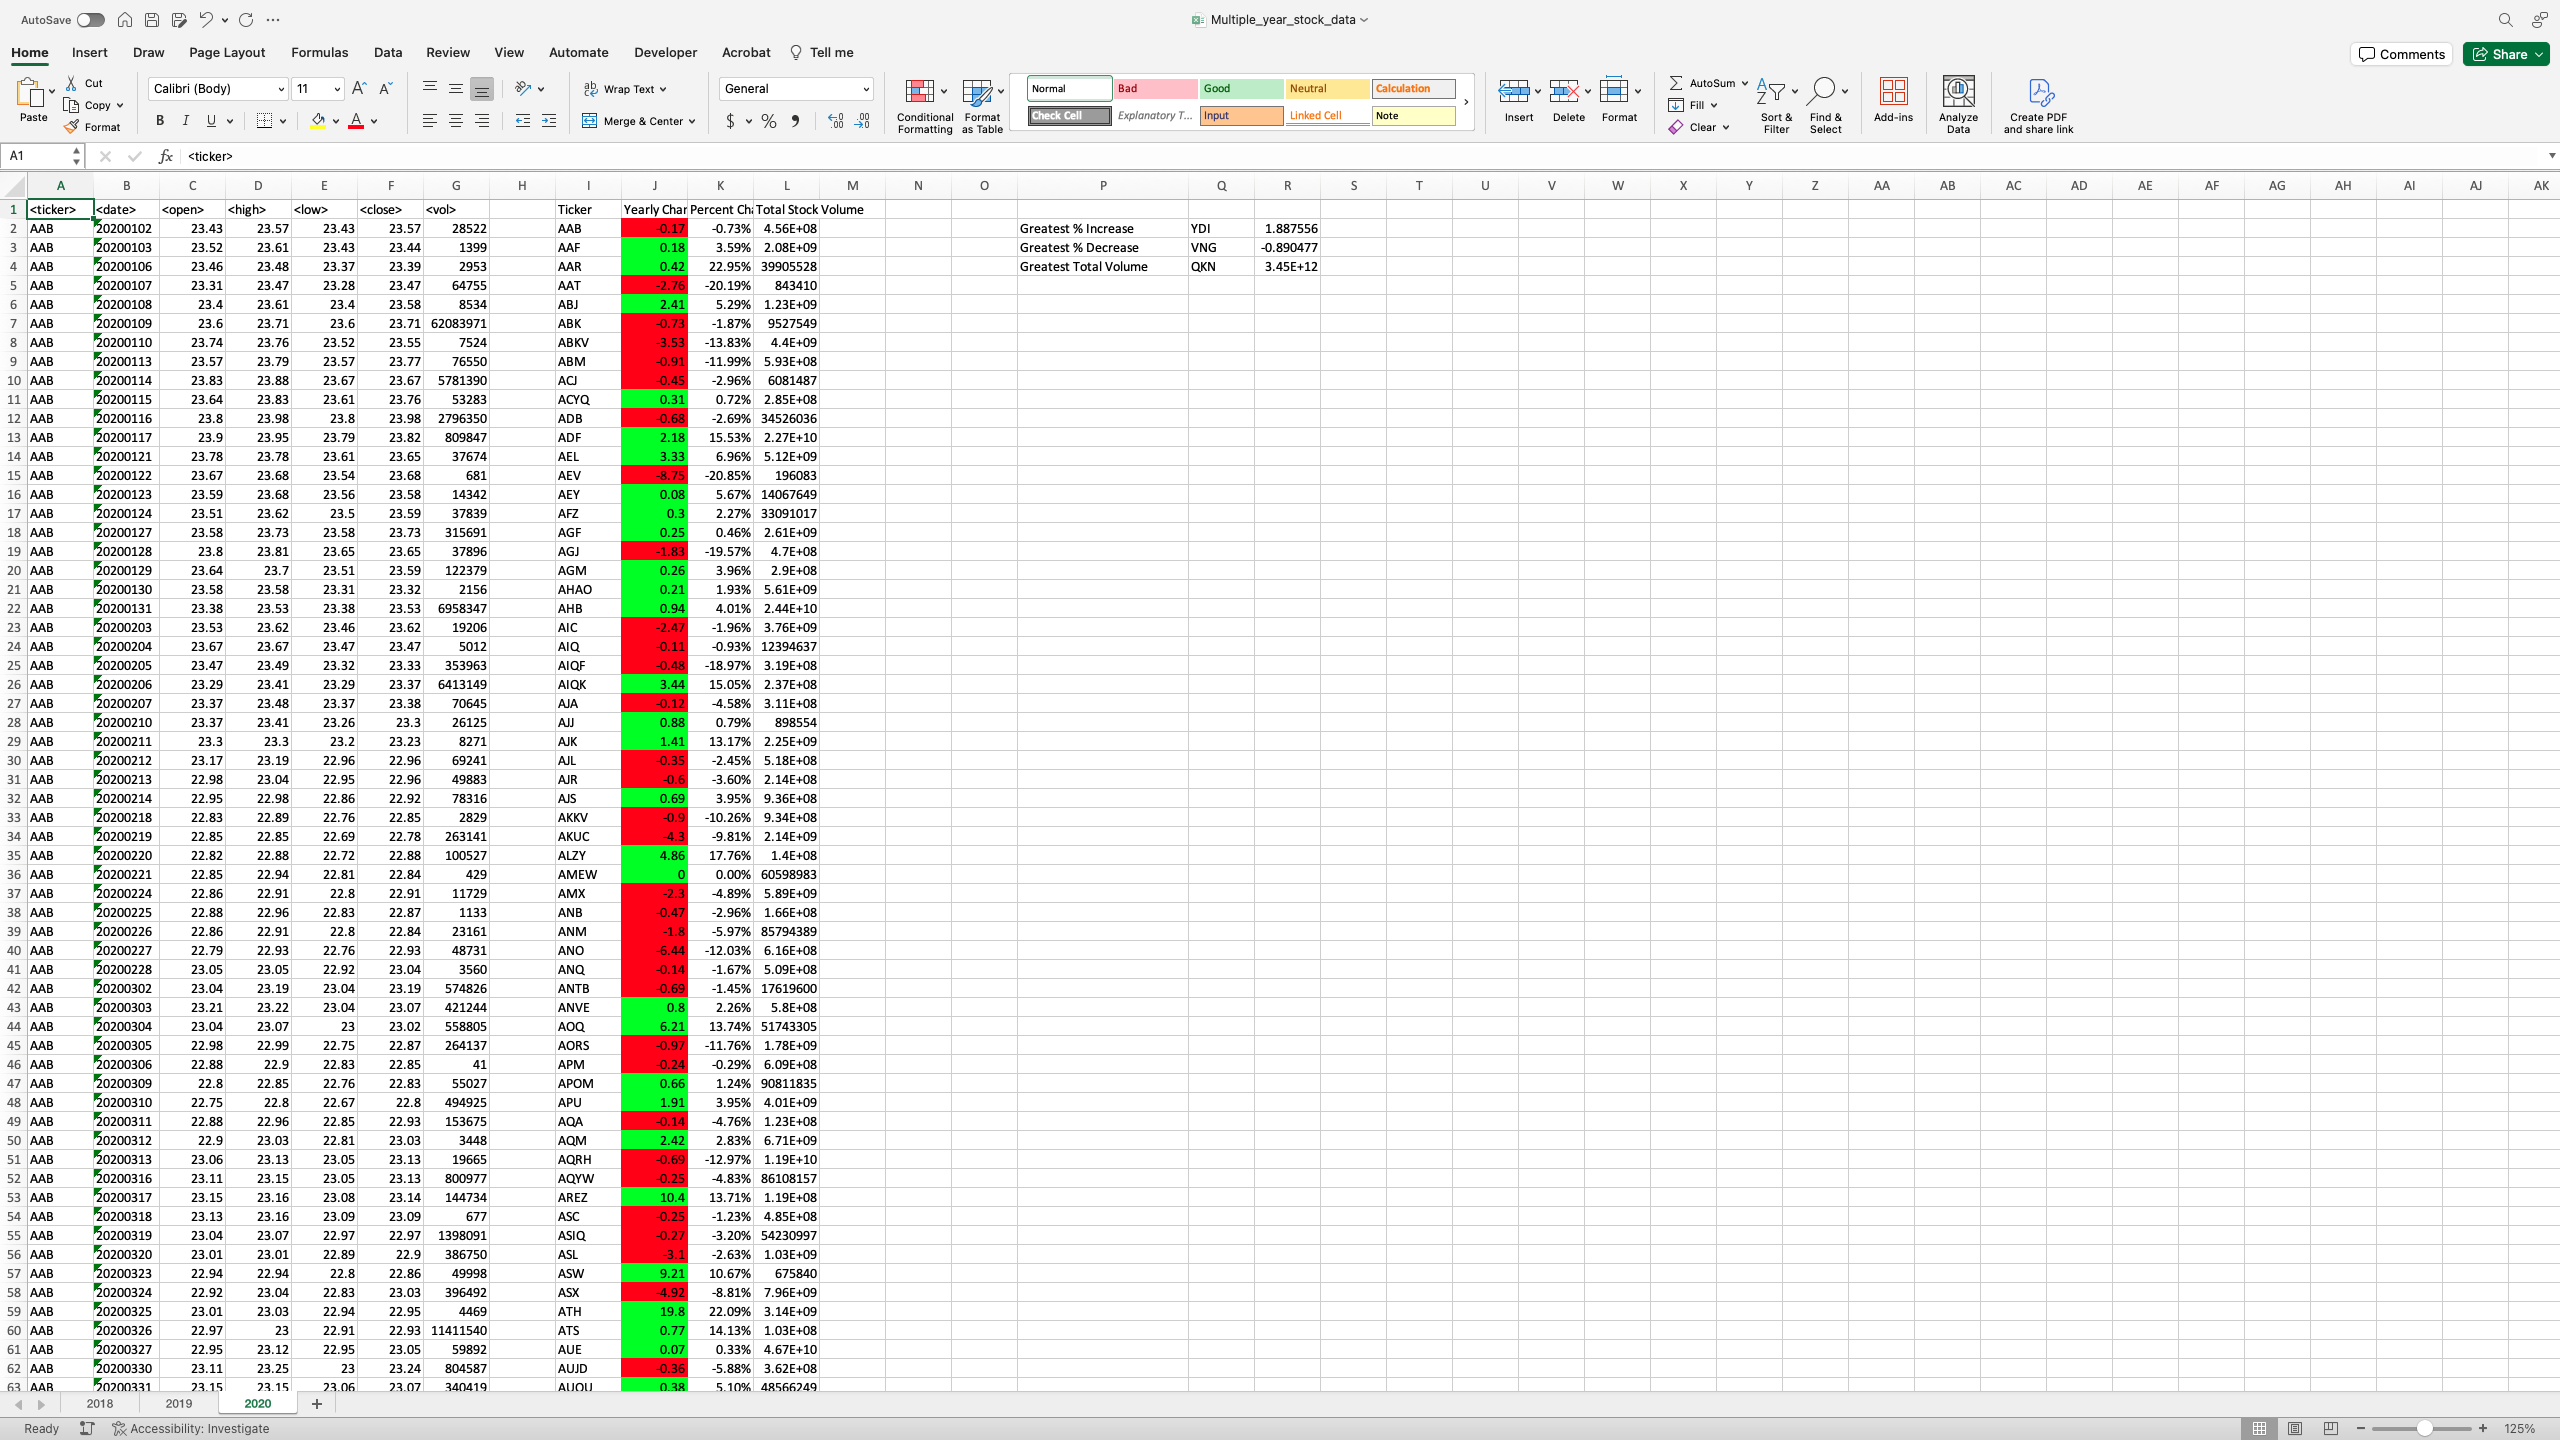 AutoSave
Multiple_year_stock_data
Home Insert Draw Page Layout Formulas Data Review View Automate Developer Acrobat Tell me Comments Share
Paste Cut Copy Format
Calibri (Body) 11 B I U A
Wrap Text Merge & Center
General $ %
Conditional Formatting Format as Table
Normal Bad Good Neutral Calculation
Check Cell Explanatory T... Input Linked Cell Note
Insert Delete Format
AutoSum Fill Clear
Sort & Filter Find & Select Add-ins Analyze Data Create PDF and share link
A1 fx <ticker>
A B C D E F G H I J K L M N O P Q R S T U V W X Y Z AA AB AC AD AE AF AG AH AI AJ AK
1 <ticker> <date> <open> <high> <low> <close> <vol> Ticker Yearly Char Percent Cha Total Stock Volume
2 AAB 20200102 23.43 23.57 23.43 23.57 28522 AAB -0.17 -0.73% 4.56E+08 Greatest % Increase YDI 1.887556
3 AAB 20200103 23.52 23.61 23.43 23.44 1399 AAF 0.18 3.59% 2.08E+09 Greatest % Decrease VNG -0.890477
4 AAB 20200106 23.46 23.48 23.37 23.39 2953 AAR 0.42 22.95% 39905528 Greatest Total Volume QKN 3.45E+12
5 AAB 20200107 23.31 23.47 23.28 23.47 64755 AAT -2.76 -20.19% 843410
6 AAB 20200108 23.4 23.61 23.4 23.58 8534 ABJ 2.41 5.29% 1.23E+09
7 AAB 20200109 23.6 23.71 23.6 23.71 62083971 ABK -0.73 -1.87% 9527549
8 AAB 20200110 23.74 23.76 23.52 23.55 7524 ABKV -3.53 -13.83% 4.4E+09
9 AAB 20200113 23.57 23.79 23.57 23.77 76550 ABM -0.91 -11.99% 5.93E+08
10 AAB 20200114 23.83 23.88 23.67 23.67 5781390 ACJ -0.45 -2.96% 6081487
11 AAB 20200115 23.64 23.83 23.61 23.76 53283 ACYQ 0.31 0.72% 2.85E+08
12 AAB 20200116 23.8 23.98 23.8 23.98 2796350 ADB -0.68 -2.69% 34526036
13 AAB 20200117 23.9 23.95 23.79 23.82 809847 ADF 2.18 15.53% 2.27E+10
14 AAB 20200121 23.78 23.78 23.61 23.65 37674 AEL 3.33 6.96% 5.12E+09
15 AAB 20200122 23.67 23.68 23.54 23.68 681 AEV -8.75 -20.85% 196083
16 AAB 20200123 23.59 23.68 23.56 23.58 14342 AEY 0.08 5.67% 14067649
17 AAB 20200124 23.51 23.62 23.5 23.59 37839 AFZ 0.3 2.27% 33091017
18 AAB 20200127 23.58 23.73 23.58 23.73 315691 AGF 0.25 0.46% 2.61E+09
19 AAB 20200128 23.8 23.81 23.65 23.65 37896 AGJ -1.83 -19.57% 4.7E+08
20 AAB 20200129 23.64 23.7 23.51 23.59 122379 AGM 0.26 3.96% 2.9E+08
21 AAB 20200130 23.58 23.58 23.31 23.32 2156 AHAO 0.21 1.93% 5.61E+09
22 AAB 20200131 23.38 23.53 23.38 23.53 6958347 AHB 0.94 4.01% 2.44E+10
23 AAB 20200203 23.53 23.62 23.46 23.62 19206 AIC -2.47 -1.96% 3.76E+09
24 AAB 20200204 23.67 23.67 23.47 23.47 5012 AIQ -0.11 -0.93% 12394637
25 AAB 20200205 23.47 23.49 23.32 23.33 353963 AIQF -0.48 -18.97% 3.19E+08
26 AAB 20200206 23.29 23.41 23.29 23.37 6413149 AIQK 3.44 15.05% 2.37E+08
27 AAB 20200207 23.37 23.48 23.37 23.38 70645 AJA -0.12 -4.58% 3.11E+08
28 AAB 20200210 23.37 23.41 23.26 23.3 26125 AJJ 0.88 0.79% 898554
29 AAB 20200211 23.3 23.3 23.2 23.23 8271 AJK 1.41 13.17% 2.25E+09
30 AAB 20200212 23.17 23.19 22.96 22.96 69241 AJL -0.35 -2.45% 5.18E+08
31 AAB 20200213 22.98 23.04 22.95 22.96 49883 AJR -0.6 -3.60% 2.14E+08
32 AAB 20200214 22.95 22.98 22.86 22.92 78316 AJS 0.69 3.95% 9.36E+08
33 AAB 20200218 22.83 22.89 22.76 22.85 2829 AKKV -0.9 -10.26% 9.34E+08
34 AAB 20200219 22.85 22.85 22.69 22.78 263141 AKUC -4.3 -9.81% 2.14E+09
35 AAB 20200220 22.82 22.88 22.72 22.88 100527 ALZY 4.86 17.76% 1.4E+08
36 AAB 20200221 22.85 22.94 22.81 22.84 429 AMEW 0 0.00% 60598983
37 AAB 20200224 22.86 22.91 22.8 22.91 11729 AMX -2.3 -4.89% 5.89E+09
38 AAB 20200225 22.88 22.96 22.83 22.87 1133 ANB -0.47 -2.96% 1.66E+08
39 AAB 20200226 22.86 22.91 22.8 22.84 23161 ANM -1.8 -5.97% 85794389
40 AAB 20200227 22.79 22.93 22.76 22.93 48731 ANO -6.44 -12.03% 6.16E+08
41 AAB 20200228 23.05 23.05 22.92 23.04 3560 ANQ -0.14 -1.67% 5.09E+08
42 AAB 20200302 23.04 23.19 23.04 23.19 574826 ANTB -0.69 -1.45% 17619600
43 AAB 20200303 23.21 23.22 23.04 23.07 421244 ANVE 0.8 2.26% 5.8E+08
44 AAB 20200304 23.04 23.07 23 23.02 558805 AOQ 6.21 13.74% 51743305
45 AAB 20200305 22.98 22.99 22.75 22.87 264137 AORS -0.97 -11.76% 1.78E+09
46 AAB 20200306 22.88 22.9 22.83 22.85 41 APM -0.24 -0.29% 6.09E+08
47 AAB 20200309 22.8 22.85 22.76 22.83 55027 APOM 0.66 1.24% 90811835
48 AAB 20200310 22.75 22.8 22.67 22.8 494925 APU 1.91 3.95% 4.01E+09
49 AAB 20200311 22.88 22.96 22.85 22.93 153675 AQA -0.14 -4.76% 1.23E+08
50 AAB 20200312 22.9 23.03 22.81 23.03 3448 AQM 2.42 2.83% 6.71E+09
51 AAB 20200313 23.06 23.13 23.05 23.13 19665 AQRH -0.69 -12.97% 1.19E+10
52 AAB 20200316 23.11 23.15 23.05 23.13 800977 AQYW -0.25 -4.83% 86108157
53 AAB 20200317 23.15 23.16 23.08 23.14 144734 AREZ 10.4 13.71% 1.19E+08
54 AAB 20200318 23.13 23.16 23.09 23.09 677 ASC -0.25 -1.23% 4.85E+08
55 AAB 20200319 23.04 23.07 22.97 22.97 1398091 ASIQ -0.27 -3.20% 54230997
56 AAB 20200320 23.01 23.01 22.89 22.9 386750 ASL -3.1 -2.63% 1.03E+09
57 AAB 20200323 22.94 22.94 22.8 22.86 49998 ASW 9.21 10.67% 675840
58 AAB 20200324 22.92 23.04 22.83 23.03 396492 ASX -4.92 -8.81% 7.96E+09
59 AAB 20200325 23.01 23.03 22.94 22.95 4469 ATH 19.8 22.09% 3.14E+09
60 AAB 20200326 22.97 23 22.91 22.93 11411540 ATS 0.77 14.13% 1.03E+08
61 AAB 20200327 22.95 23.12 22.95 23.05 59892 AUE 0.07 0.33% 4.67E+10
62 AAB 20200330 23.11 23.25 23 23.24 804587 AUJD -0.36 -5.88% 3.62E+08
63 AAB 20200331 23.15 23.15 23.06 23.07 340419 AUOU 0.38 5.10% 48566249
2018 2019 2020 +
Ready Accessibility: Investigate 125%